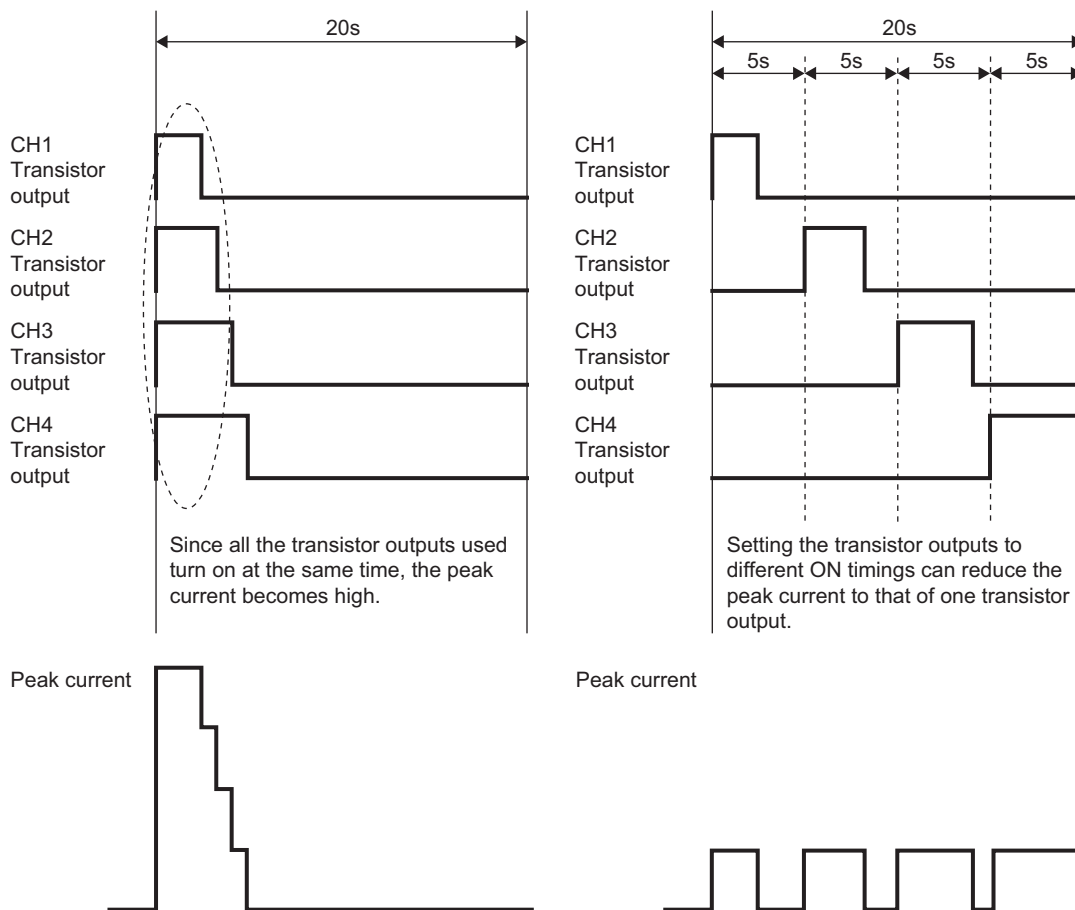 20s
CH1
Transistor
output
CH2
Transistor
output
CH3
Transistor
output
CH4
Transistor
output
Since all the transistor outputs used
turn on at the same time, the peak
current becomes high.
Peak current
20s
5s 5s 5s 5s
CH1
Transistor
output
CH2
Transistor
output
CH3
Transistor
output
CH4
Transistor
output
Setting the transistor outputs to
different ON timings can reduce the
peak current to that of one transistor
output.
Peak current